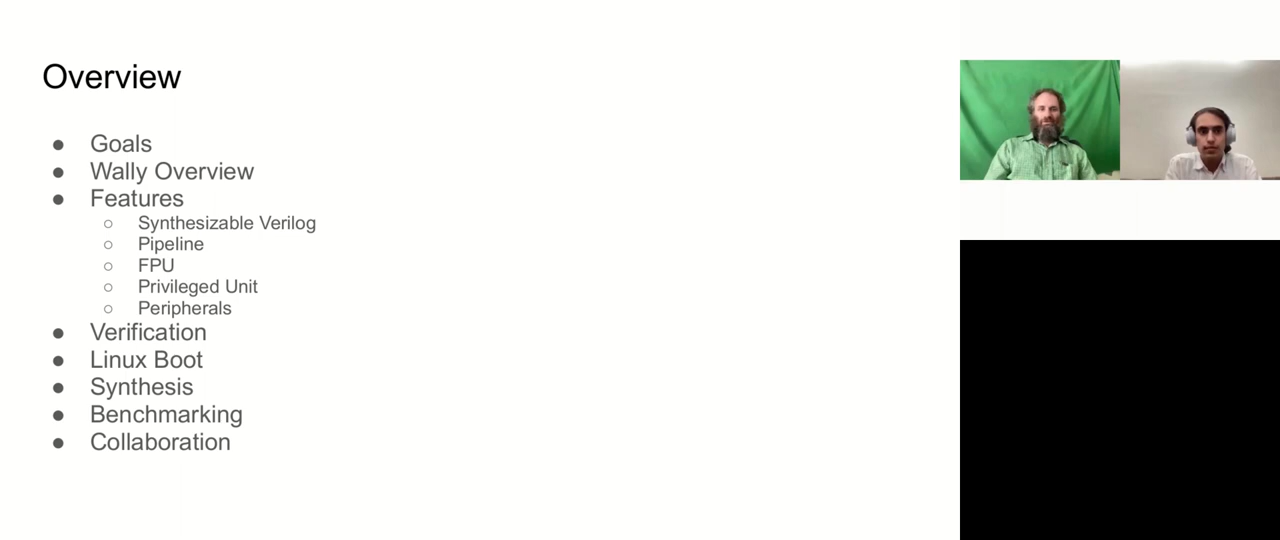 Overview
● Goals
● Wally Overview
● Features
○ Synthesizable Verilog
○ Pipeline
○ FPU
○ Privileged Unit
○ Peripherals
● Verification
● Linux Boot
● Synthesis
● Benchmarking
● Collaboration